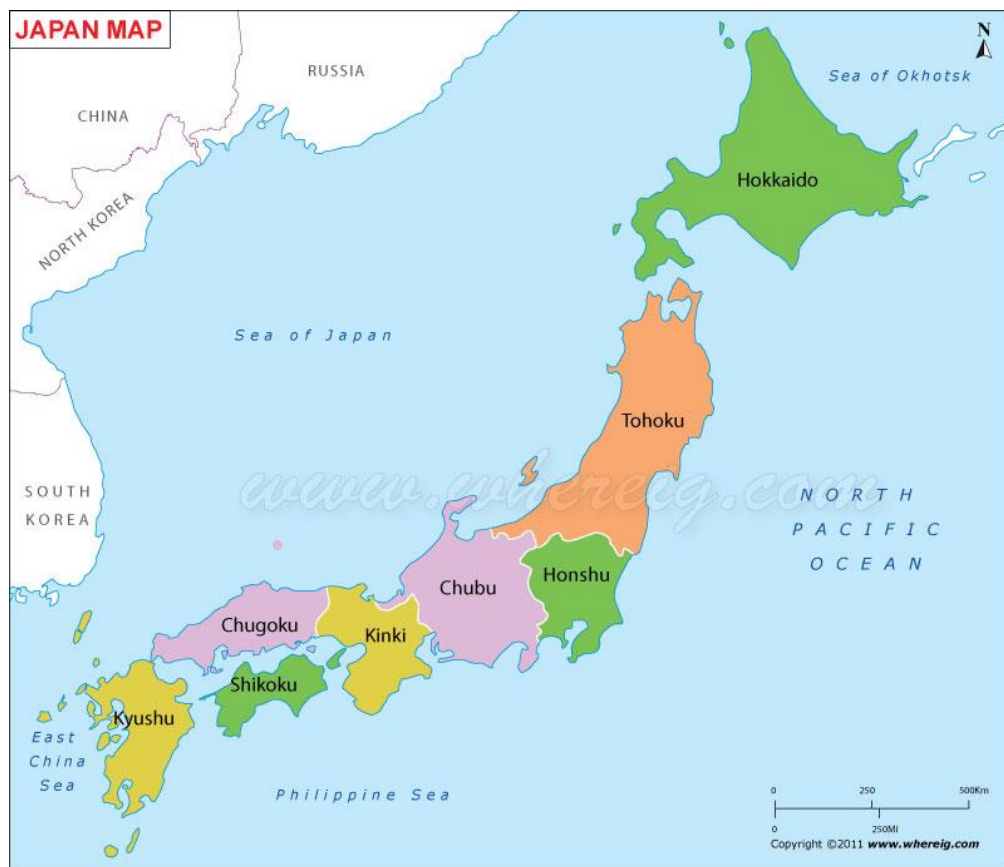 JAPAN MAP
N
RUSSIA
Sea of Okhotsk
CHINA
Hokkaido
NORTH KOREA
Sea of Japan
Tohoku
www.whereig.com
SOUTH
KOREA
NORTH
PACIFIC
OCEAN
Honshu
Chubu
Chugoku
Kinki
Shikoku
Kyushu
East
China
Sea
Philippine Sea
0 250 500Km
0 250Mi
Copyright ©2011 www.whereig.com